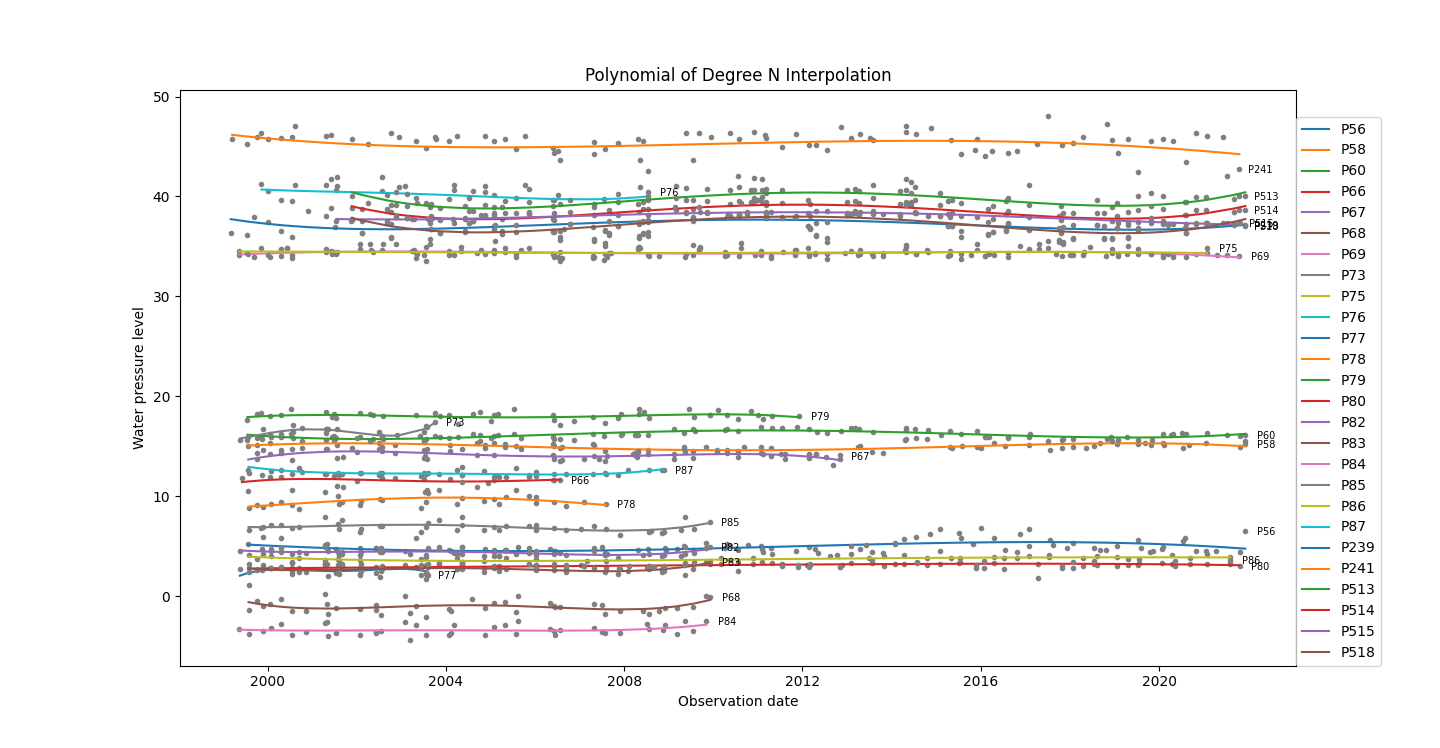 Polynomial of Degree N Interpolation
50
40
30
20
10
0
Water pressure level
2000
2004
2008
2012
2016
2020
Observation date
P241
P76
P513
P514
P75
P69
P79
P73
P60
P58
P67
P87
P66
P78
P85
P56
P82
P83
P86
P80
P77
P68
P84
P56
P58
P60
P66
P67
P68
P69
P73
P75
P76
P77
P78
P79
P80
P82
P83
P84
P85
P86
P87
P239
P241
P513
P514
P515
P518